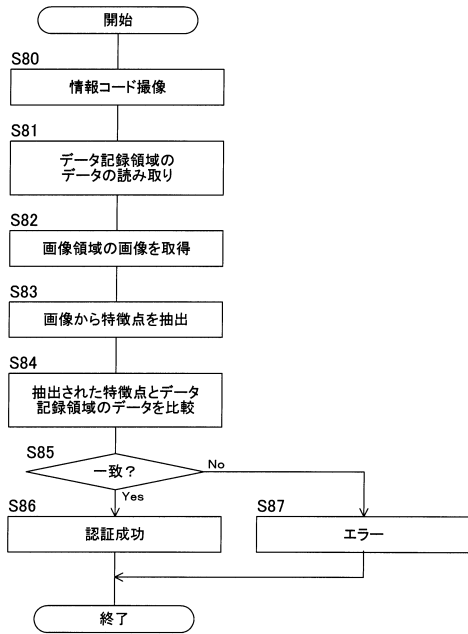 開始
S80
情報コード撮像
S81
データ記録領域の
データの読み取り
S82
画像領域の画像を取得
S83
画像から特徴点を抽出
S84
抽出された特徴点とデータ
記録領域のデータを比較
S85
一致？
No
Yes
S86
認証成功
S87
エラー
終了